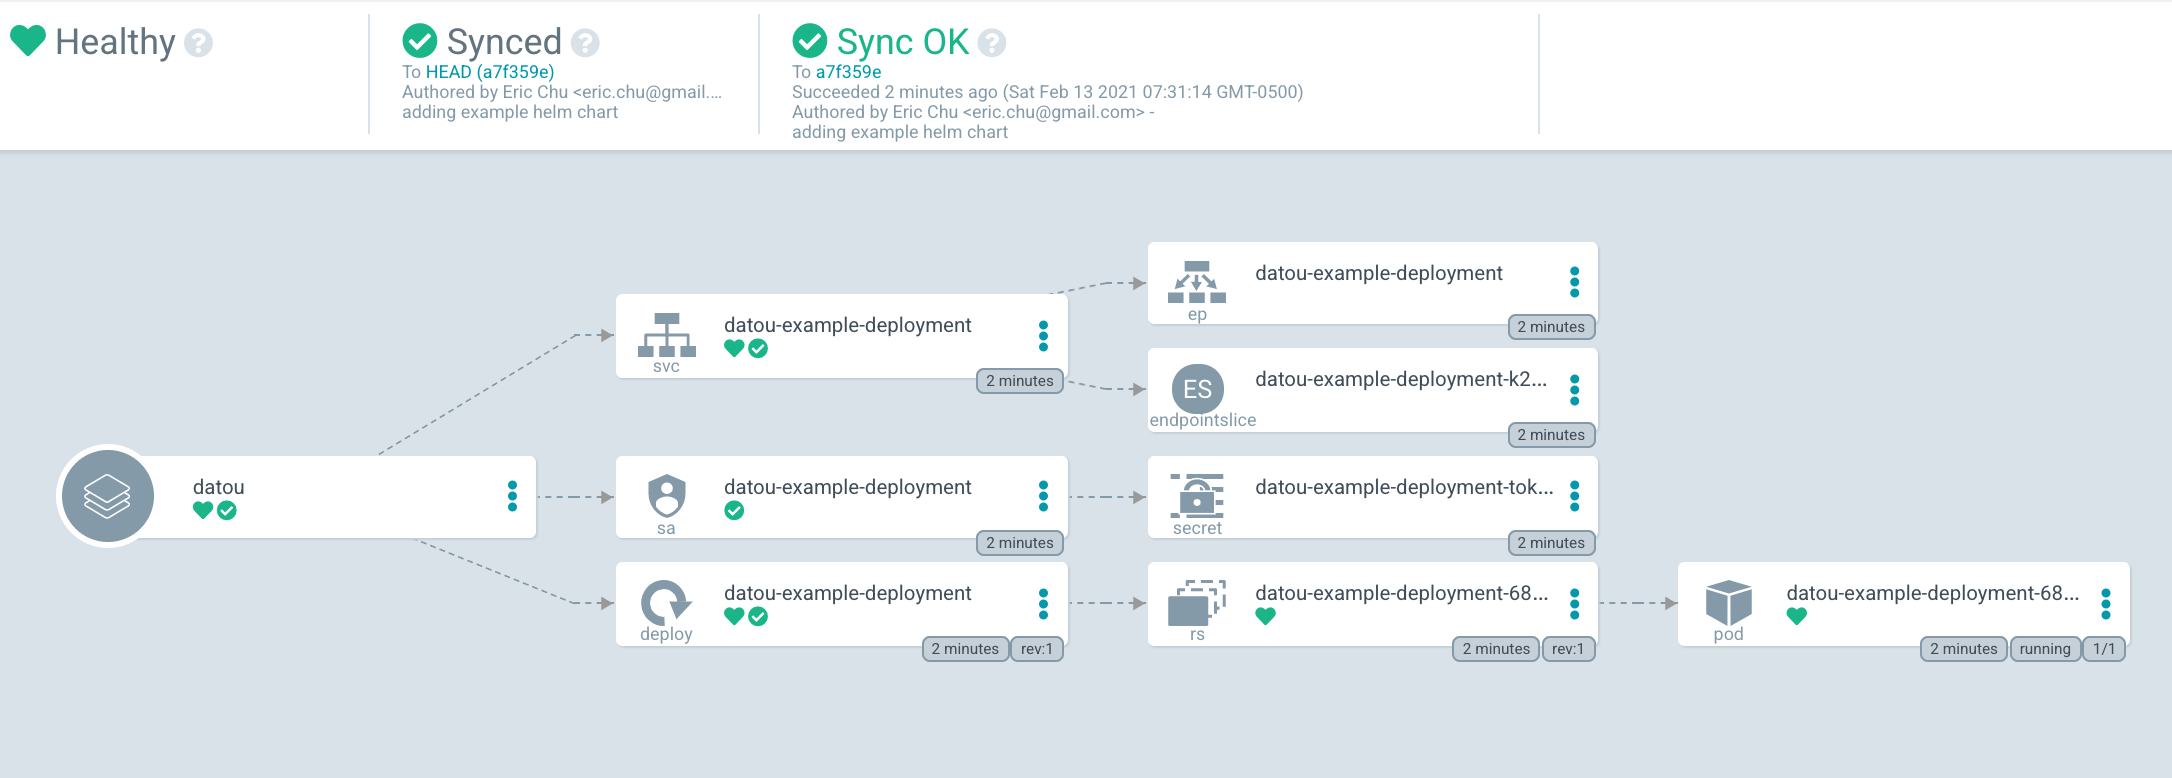 Healthy ?
Synced ?
To HEAD (a7f359e)
Authored by Eric Chu <eric.chu@gmail....
adding example helm chart
Sync OK ?
To a7f359e
Succeeded 2 minutes ago (Sat Feb 13 2021 07:31:14 GMT-0500)
Authored by Eric Chu <eric.chu@gmail.com> -
adding example helm chart
datou
datou-example-deployment
svc
2 minutes
datou-example-deployment
ep
2 minutes
ES
datou-example-deployment-k2...
endpointslice
2 minutes
datou-example-deployment
sa
2 minutes
datou-example-deployment-tok...
secret
2 minutes
datou-example-deployment
deploy
2 minutes rev:1
datou-example-deployment-68...
rs
2 minutes rev:1
datou-example-deployment-68...
pod
2 minutes running 1/1